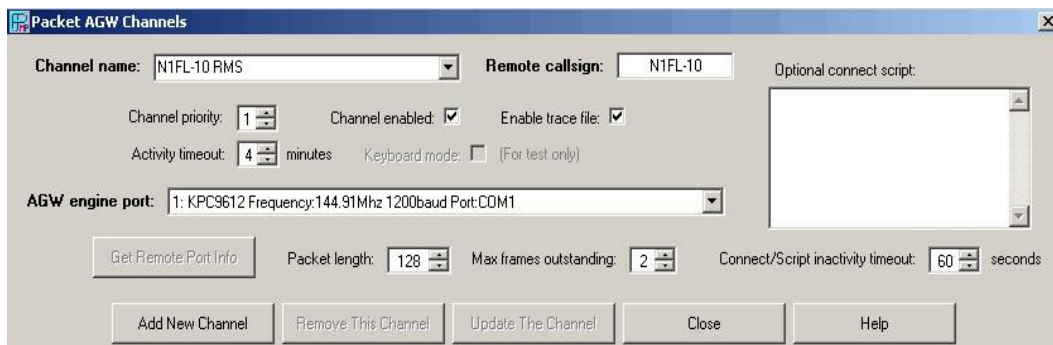 Packet AGW Channels
Channel name: N1FL-10 RMS Remote callsign: N1FL-10 Optional connect script:
Channel priority: 1 Channel enabled: Enable trace file:
Activity timeout: 4 minutes Keyboard mode: (For test only)
AGW engine port: 1: KPC9612 Frequency:144.91Mhz 1200baud Port:COM1
Get Remote Port Info Packet length: 128 Max frames outstanding: 2 Connect/Script inactivity timeout: 60 seconds
Add New Channel Remove This Channel Update The Channel Close Help